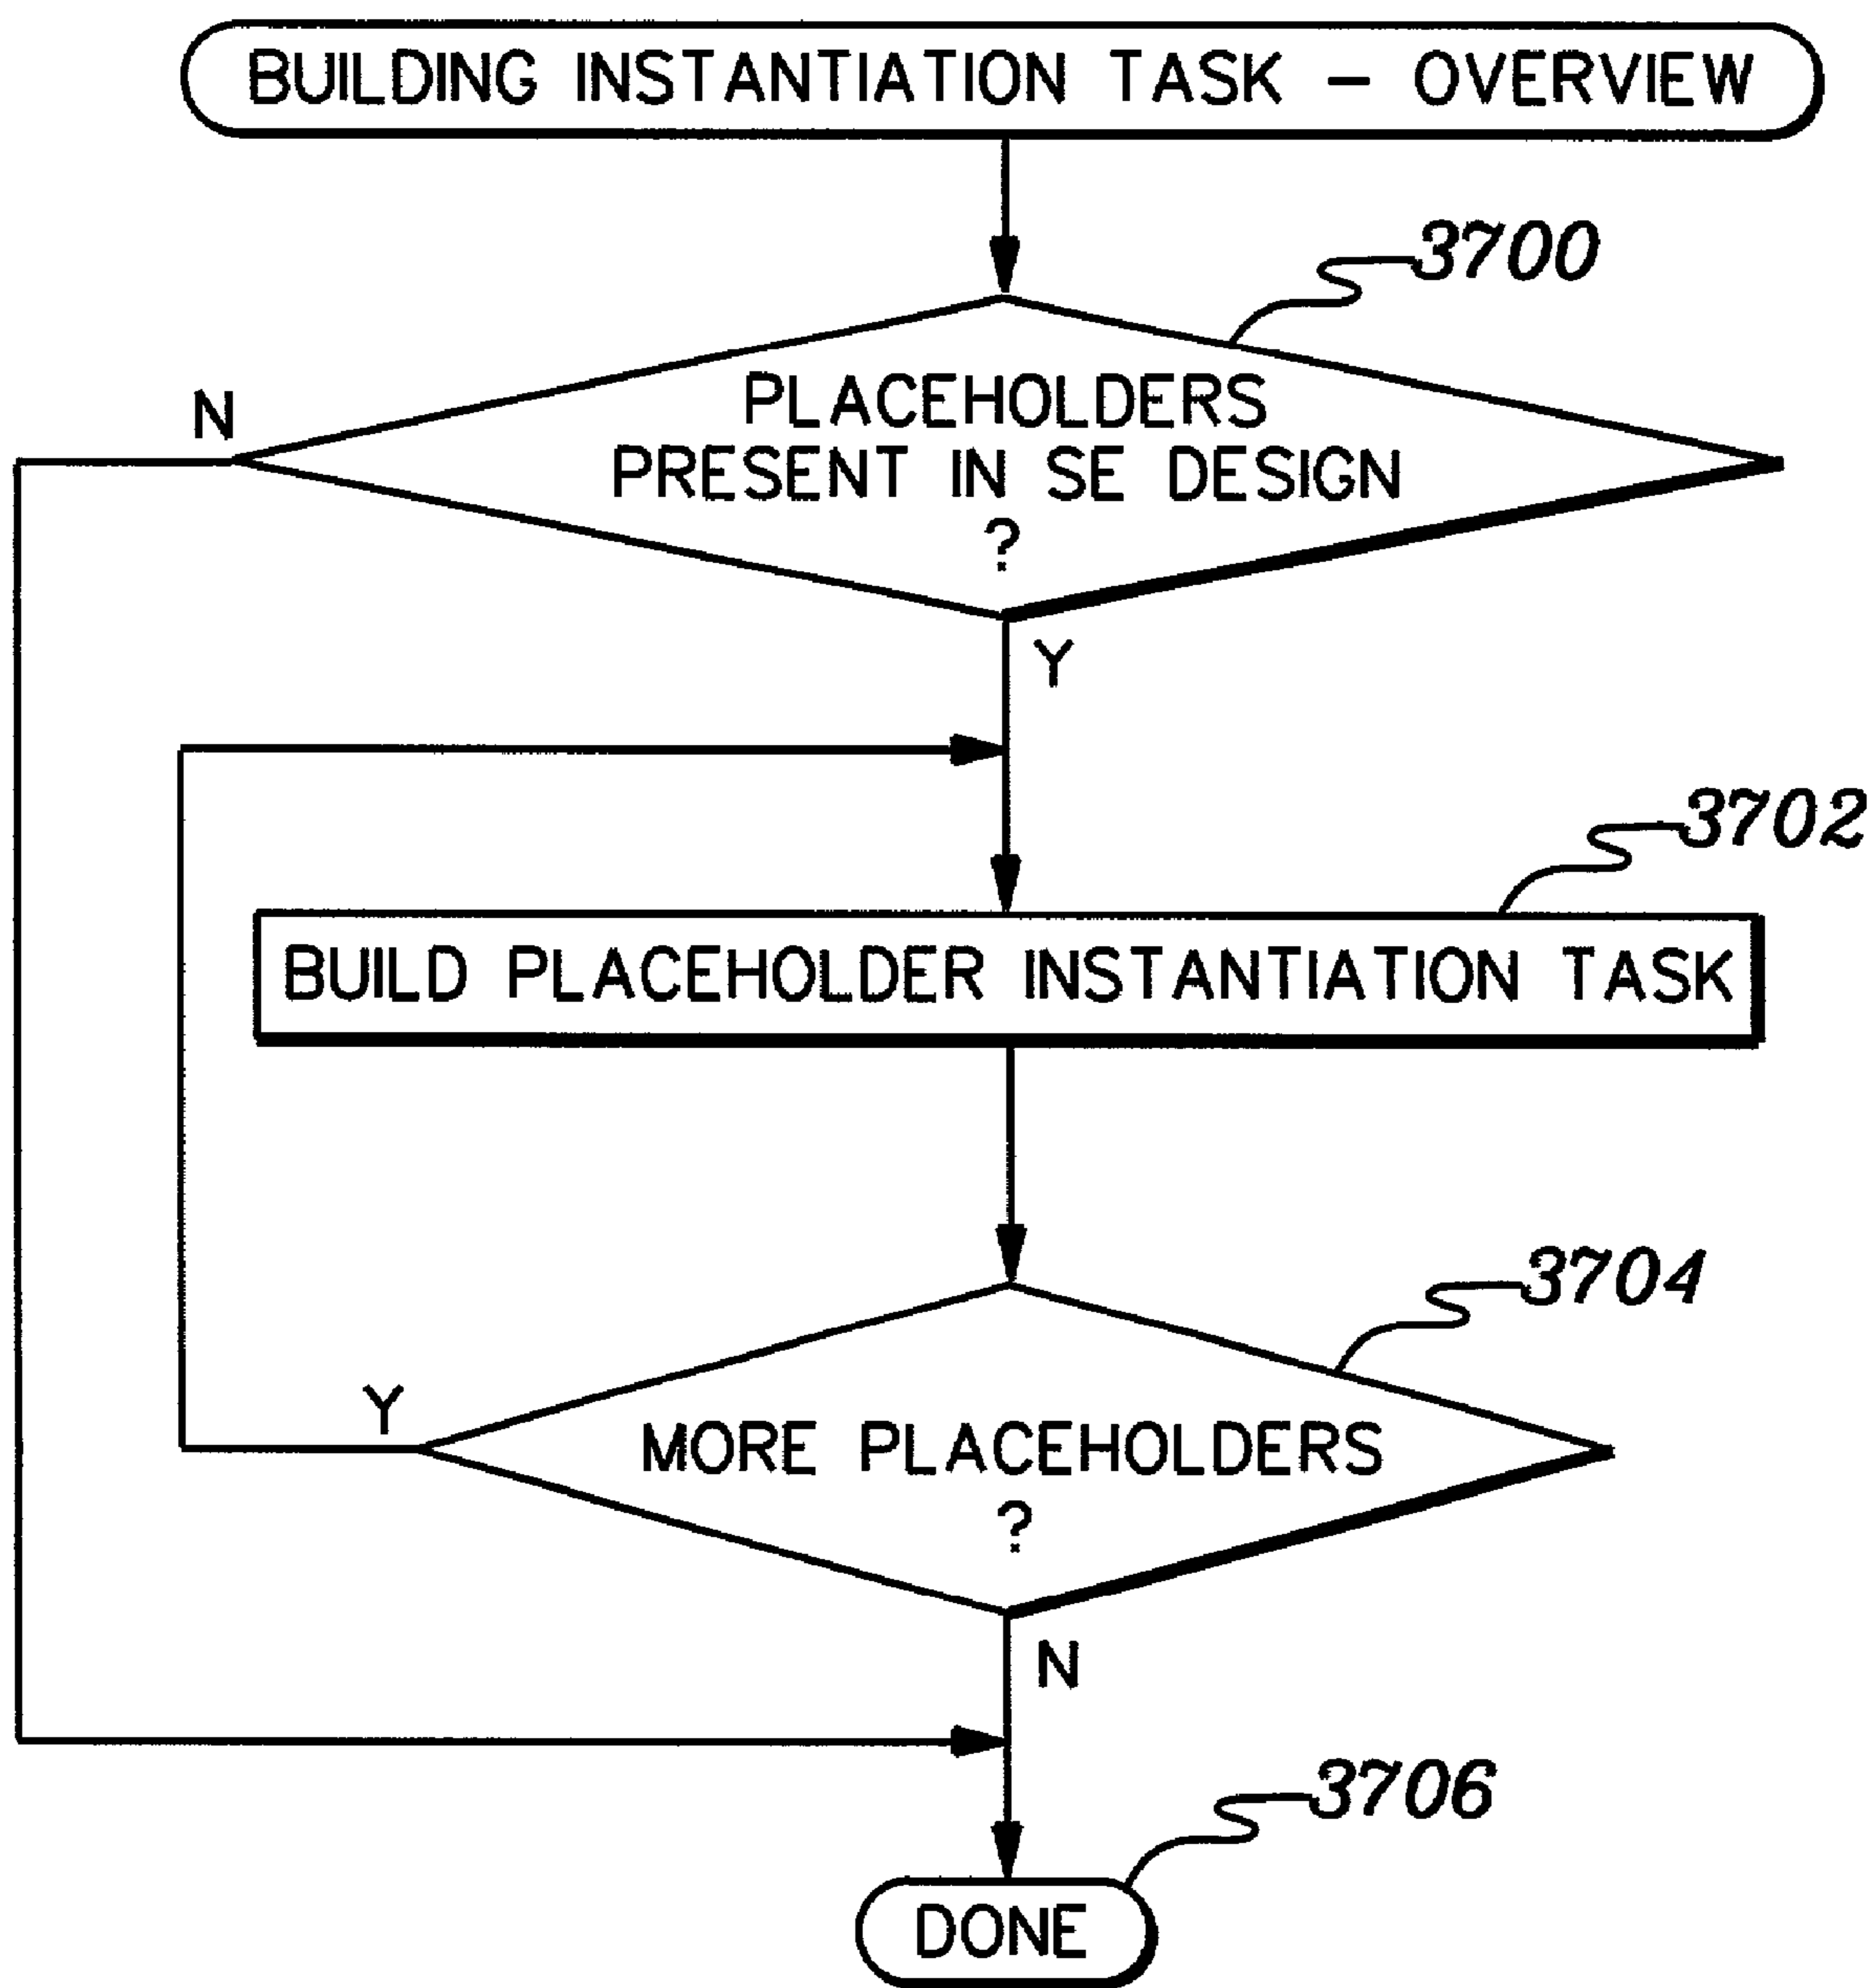 BUILDING INSTANTIATION TASK - OVERVIEW
3700
N
PLACEHOLDERS
PRESENT IN SE DESIGN
?
Y
3702
BUILD PLACEHOLDER INSTANTIATION TASK
3704
Y
MORE PLACEHOLDERS
?
N
3706
DONE